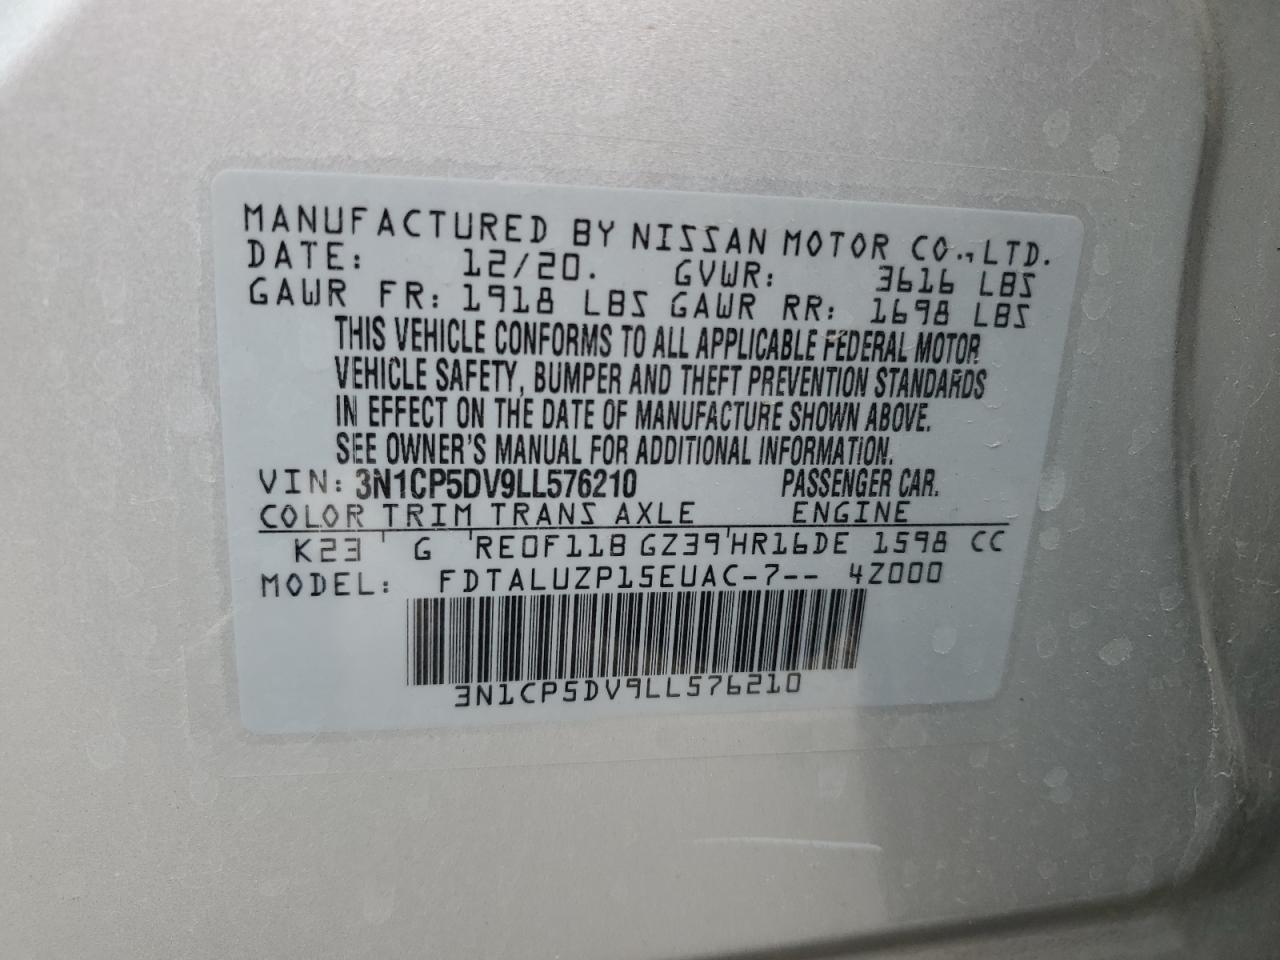 MANUFACTURED BY NISSAN MOTOR CO.,LTD.
DATE: 12/20. GVWR: 3616 LBS
GAWR FR: 1918 LBS GAWR RR: 1698 LBS
THIS VEHICLE CONFORMS TO ALL APPLICABLE FEDERAL MOTOR
VEHICLE SAFETY, BUMPER AND THEFT PREVENTION STANDARDS
IN EFFECT ON THE DATE OF MANUFACTURE SHOWN ABOVE.
SEE OWNER'S MANUAL FOR ADDITIONAL INFORMATION.
VIN: 3N1CP5DV9LL576210 PASSENGER CAR.
COLOR TRIM TRANS AXLE ENGINE
K23 ' G 'RE0F11B GZ39'HR16DE 1598 CC
MODEL: FDTALUZP15EUAC-7-- 4Z000
3N1CP5DV9LL576210